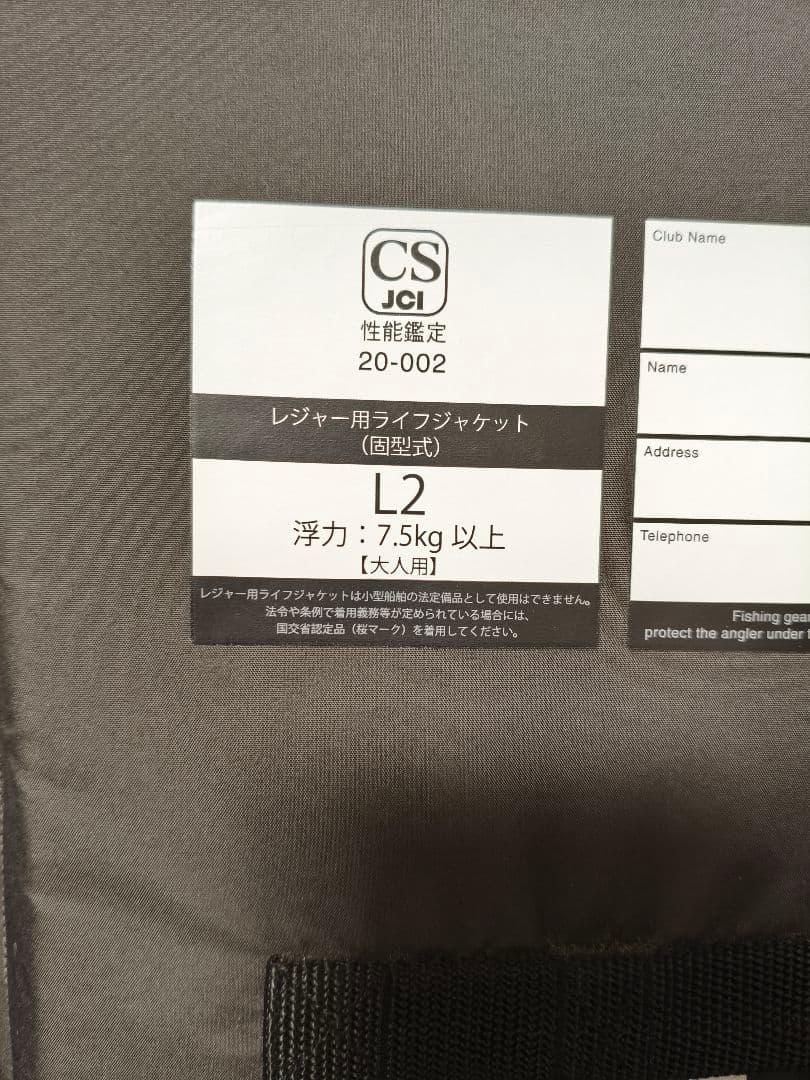 CS
JCI
性能鑑定
20-002
レジャー用ライフジャケット
(固型式)
L2
浮力：7.5kg 以上
【大人用】
レジャー用ライフジャケットは小型船舶の法定備品として使用はできません。
法令や条例で着用義務等が定められている場合には、
国交省認定品（桜マーク）を着用してください。
Club Name
Name
Address
Telephone
Fishing gear
protect the angler under